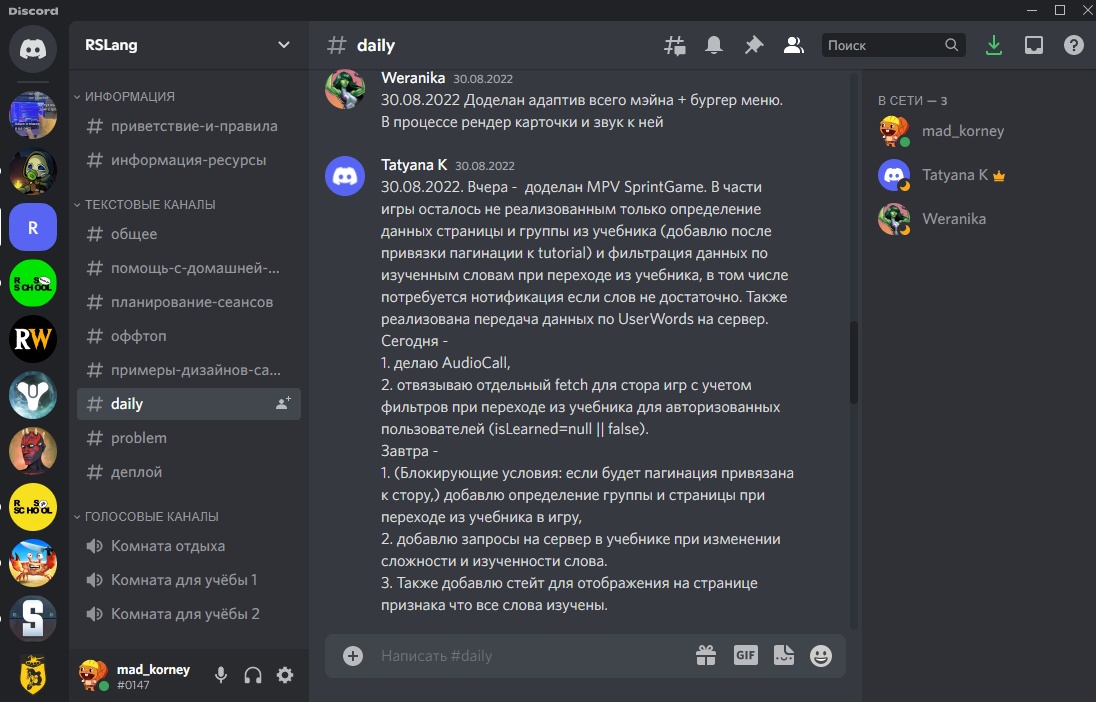 Discord
RSLang
ИНФОРМАЦИЯ
приветствие-и-правила
информация-ресурсы
ТЕКСТОВЫЕ КАНАЛЫ
общее
помощь-с-домашней-...
планирование-сеансов
оффтоп
примеры-дизайнов-са...
daily
problem
деплой
ГОЛОСОВЫЕ КАНАЛЫ
Комната отдыха
Комната для учёбы 1
Комната для учёбы 2
mad_korney
#0147
R
RS SCHOOL
RW
RS SCHOOL
S
daily
Поиск
Weranika 30.08.2022
30.08.2022 Доделан адаптив всего мэйна + бургер меню.
В процессе рендер карточки и звук к ней
Tatyana K 30.08.2022
30.08.2022. Вчера - доделан MPV SprintGame. В части
игры осталось не реализованным только определение
данных страницы и группы из учебника (добавлю после
привязки пагинации к tutorial) и фильтрация данных по
изученным словам при переходе из учебника, в том числе
потребуется нотификация если слов не достаточно. Также
реализована передача данных по UserWords на сервер.
Сегодня -
1. делаю AudioCall,
2. отвязываю отдельный fetch для стора игр с учетом
фильтров при переходе из учебника для авторизованных
пользователей (isLearned=null || false).
Завтра -
1. (Блокирующие условия: если будет пагинация привязана
к стору,) добавлю определение группы и страницы при
переходе из учебника в игру,
2. добавлю запросы на сервер в учебнике при изменении
сложности и изученности слова.
3. Также добавлю стейт для отображения на странице
признака что все слова изучены.
Написать #daily
GIF
В СЕТИ — 3
mad_korney
Tatyana K
Weranika